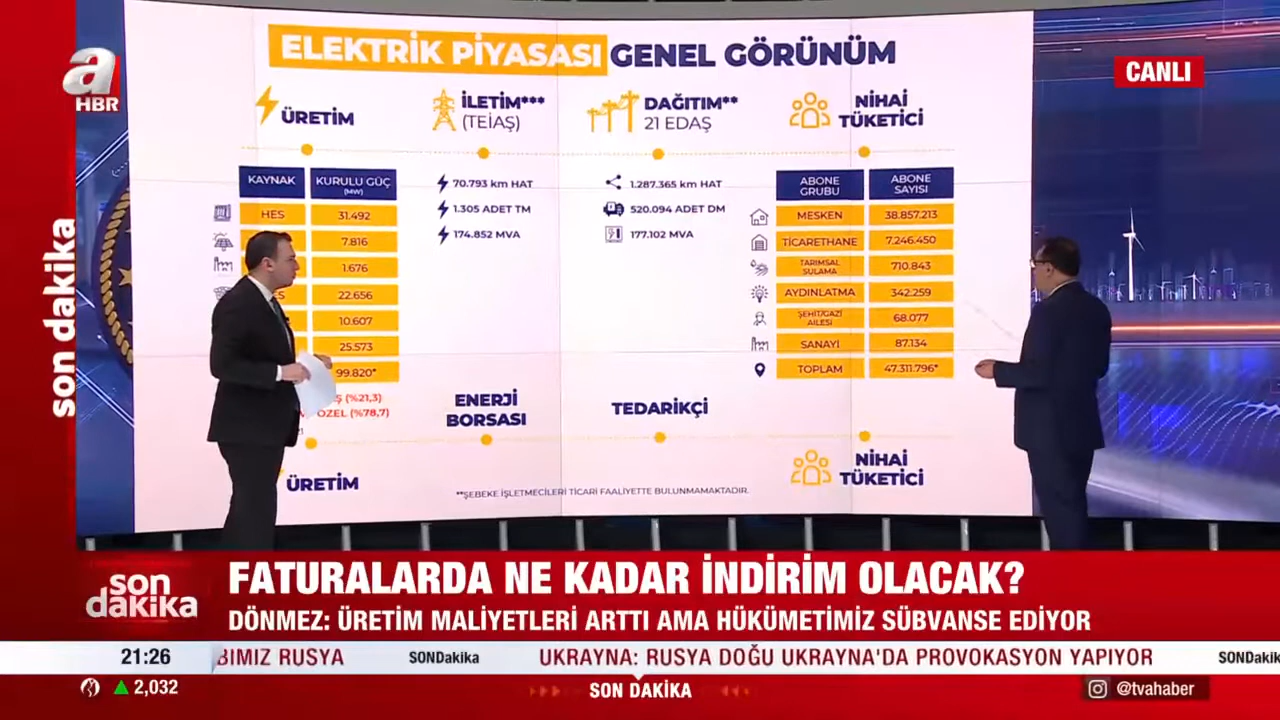 a
HBR
CANLI
son dakika
ELEKTRİK PİYASASI GENEL GÖRÜNÜM
ÜRETİM
İLETİM***
(TEİAŞ)
DAĞITIM**
21 EDAŞ
NİHAİ
TÜKETİCİ
KAYNAK
KURULU GÜÇ
(MW)
HES
31.492
7.816
1.676
22.656
10.607
25.573
99.820*
(%21,3)
ÖZEL (%78,7)
70.793 km HAT
1.305 ADET TM
174.852 MVA
1.287.365 km HAT
520.094 ADET DM
177.102 MVA
ABONE
GRUBU
ABONE
SAYISI
MESKEN
38.857.213
TİCARETHANE
7.246.450
TARIMSAL
SULAMA
710.843
AYDINLATMA
342.259
ŞEHİT/GAZİ
AİLESİ
68.077
SANAYİ
87.134
TOPLAM
47.311.796*
ENERJİ
BORSASI
TEDARİKÇİ
ÜRETİM
NİHAİ
TÜKETİCİ
**ŞEBEKE İŞLETMECİLERİ TİCARİ FAALİYETTE BULUNMAMAKTADIR.
son
dakika
FATURALARDA NE KADAR İNDİRİM OLACAK?
DÖNMEZ: ÜRETİM MALİYETLERİ ARTTI AMA HÜKÜMETİMİZ SÜBVANSE EDİYOR
21:26
BIMIZ RUSYA
SONDakika
UKRAYNA: RUSYA DOĞU UKRAYNA'DA PROVOKASYON YAPIYOR
SONDakik
2,032
SON DAKİKA
@tvahaber